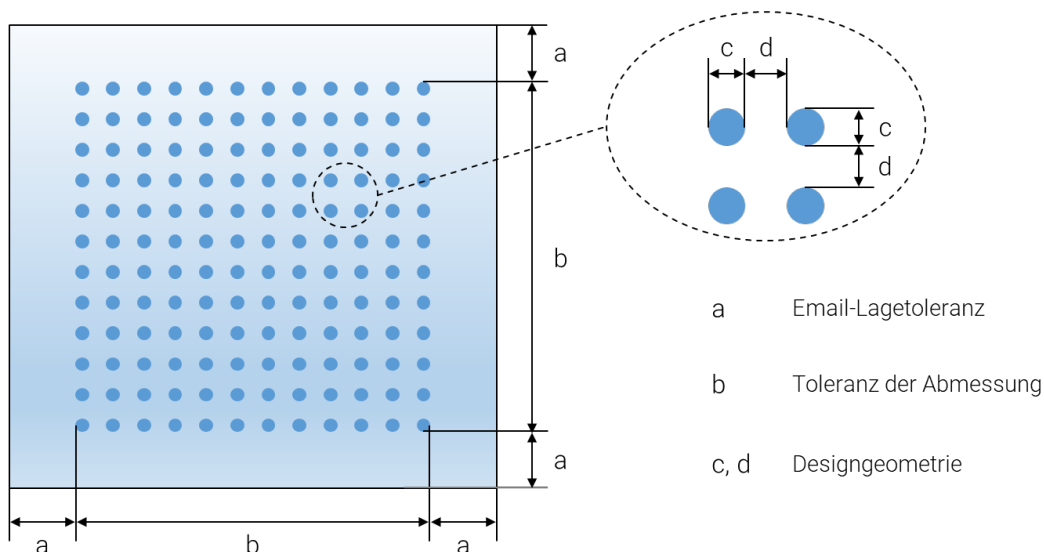 a
b
a
a
b
a
c
d
c
d
a Email-Lagetoleranz
b Toleranz der Abmessung
c, d Designgeometrie